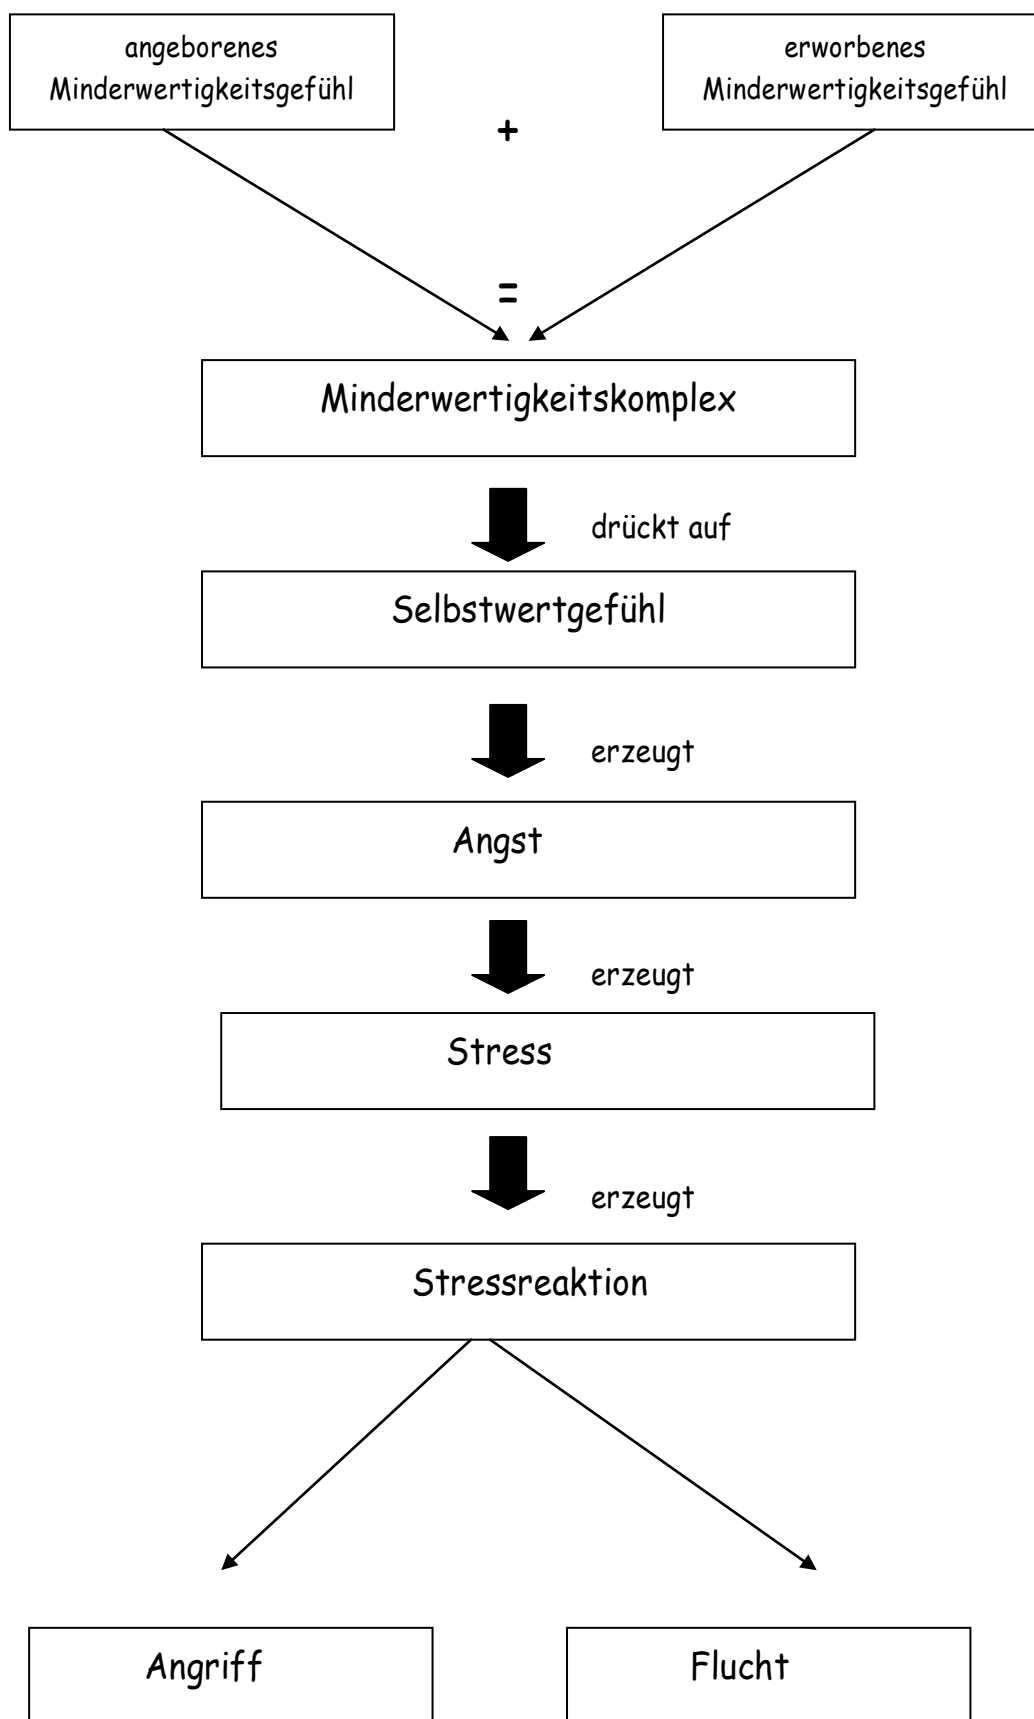 angeborenes
Minderwertigkeitsgefühl
erworbenes
Minderwertigkeitsgefühl
+
=
Minderwertigkeitskomplex
drückt auf
Selbstwertgefühl
erzeugt
Angst
erzeugt
Stress
erzeugt
Stressreaktion
Angriff
Flucht